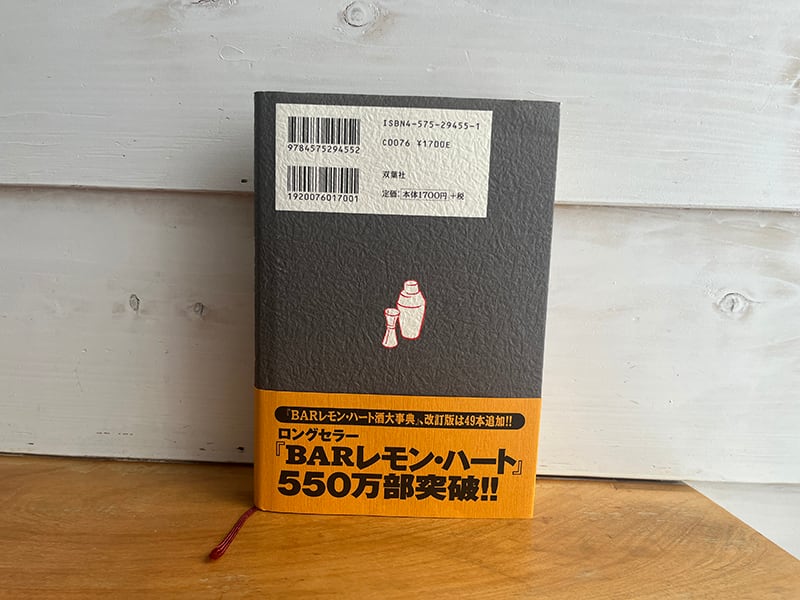 ISBN4-575-29455-1
C0076 ¥1700E
9784575294552
双葉社
定価:本体1700円+税
1920076017001
『BARレモン・ハート酒大事典』、改訂版は49本追加!!
ロングセラー
『BARレモン・ハート』
550万部突破!!